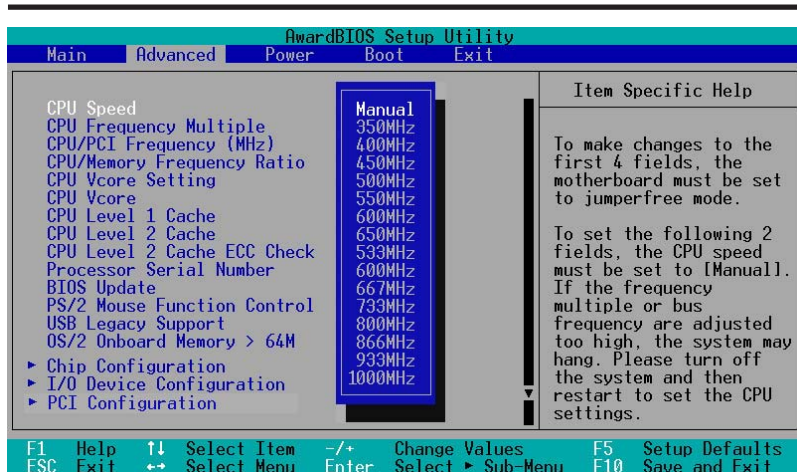 AwardBIOS Setup Utility
Main Advanced Power Boot Exit
CPU Speed
CPU Frequency Multiple
CPU/PCI Frequency (MHz)
CPU/Memory Frequency Ratio
CPU Vcore Setting
CPU Vcore
CPU Level 1 Cache
CPU Level 2 Cache
CPU Level 2 Cache ECC Check
Processor Serial Number
BIOS Update
PS/2 Mouse Function Control
USB Legacy Support
OS/2 Onboard Memory > 64M
► Chip Configuration
► I/O Device Configuration
► PCI Configuration
Manual
350MHz
400MHz
450MHz
500MHz
550MHz
600MHz
650MHz
533MHz
600MHz
667MHz
733MHz
800MHz
866MHz
933MHz
1000MHz
Item Specific Help
To make changes to the
first 4 fields, the
motherboard must be set
to jumperfree mode.
To set the following 2
fields, the CPU speed
must be set to [Manual].
If the frequency
multiple or bus
frequency are adjusted
too high, the system may
hang. Please turn off
the system and then
restart to set the CPU
settings.
F1 Help ↑↓ Select Item -/+ Change Values F5 Setup Defaults
ESC Exit ←→ Select Menu Enter Select ► Sub-Menu F10 Save and Exit